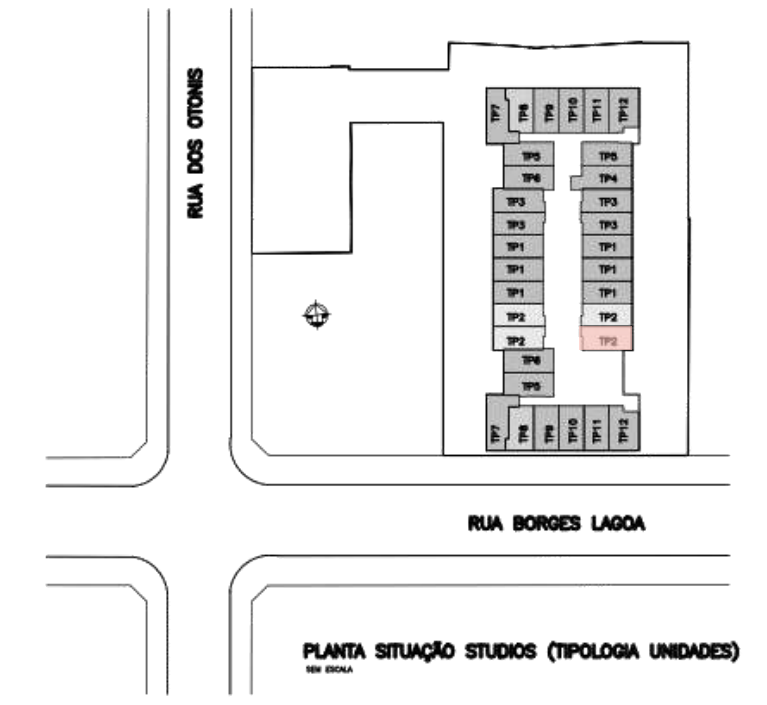 RUA DOS OTONIS
TP7 TP8 TP9 TP10 TP11 TP12
TP5 TP5
TP6 TP4
TP3 TP3
TP3 TP3
TP1 TP1
TP1 TP1
TP1 TP1
TP2 TP2
TP2 TP2
TP6
TP5
TP7 TP8 TP9 TP10 TP11 TP12
RUA BORGES LAGOA
PLANTA SITUAÇÃO STUDIOS (TIPOLOGIA UNIDADES)
SEM ESCALA